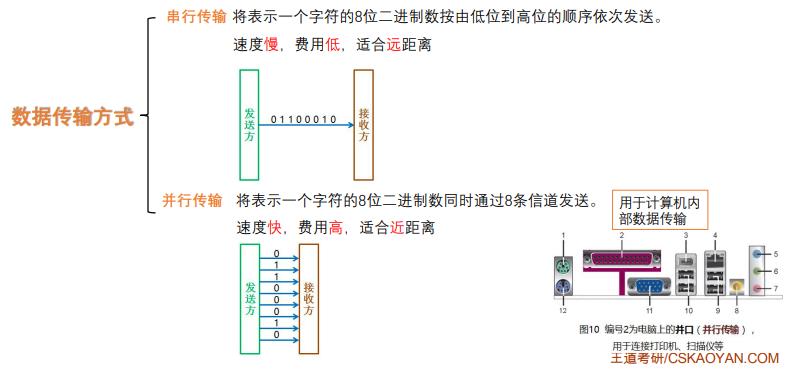 数据传输方式
串行传输 将表示一个字符的8位二进制数按由低位到高位的顺序依次发送。
速度慢，费用低，适合远距离
发送方
01100010
接收方
并行传输 将表示一个字符的8位二进制数同时通过8条信道发送。
速度快，费用高，适合近距离
发送方
0
1
1
0
0
0
1
0
接收方
用于计算机内
部数据传输
1
2
3
4
5
6
7
8
9
10
11
12
图10 编号2为电脑上的并口（并行传输），
用于连接打印机、扫描仪等
王道考研/CSKAOYAN.COM